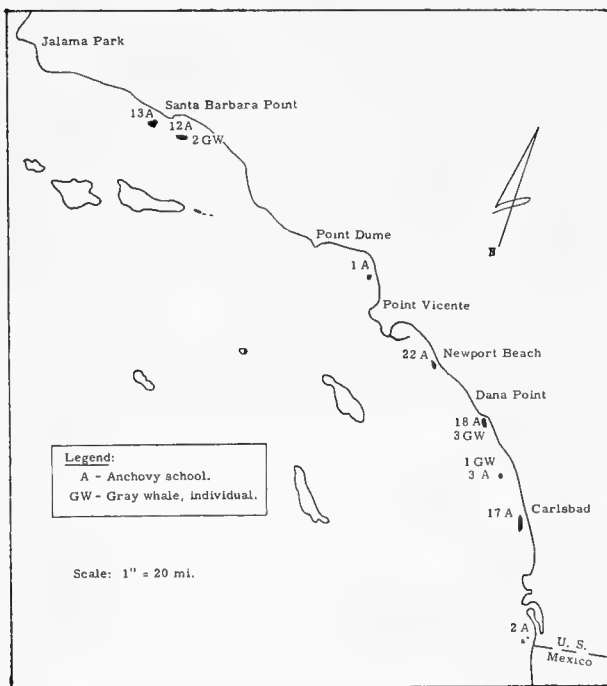 Jalama Park
Santa Barbara Point
13A
12A
2 GW
Point Dume
1 A
Point Vicente
22 A
Newport Beach
Dana Point
18 A
3 GW
1 GW
3 A
17 A
Carlsbad
2 A
U. S.
Mexico
N
Legend:
A - Anchovy school.
GW - Gray whale, individual.
Scale: 1" = 20 mi.